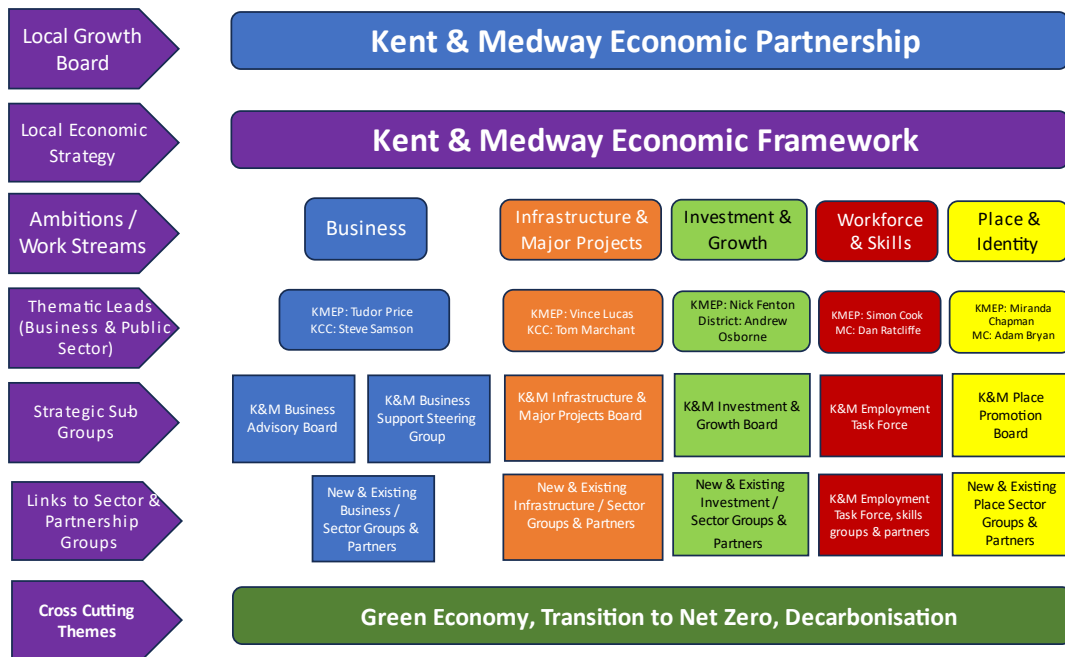 Local Growth
Board
Kent & Medway Economic Partnership
Local Economic
Strategy
Kent & Medway Economic Framework
Ambitions /
Work Streams
Business
Infrastructure &
Major Projects
Investment &
Growth
Workforce
& Skills
Place &
Identity
Thematic Leads
(Business & Public
Sector)
KMEP: Tudor Price
KCC: Steve Samson
KMEP: Vince Lucas
KCC: Tom Marchant
KMEP: Nick Fenton
District: Andrew
Osborne
KMEP: Simon Cook
MC: Dan Ratcliffe
KMEP: Miranda
Chapman
MC: Adam Bryan
Strategic Sub
Groups
K&M Business
Advisory Board
K&M Business
Support Steering
Group
K&M Infrastructure &
Major Projects Board
K&M Investment &
Growth Board
K&M Employment
Task Force
K&M Place
Promotion
Board
Links to Sector &
Partnership
Groups
New & Existing
Business /
Sector Groups &
Partners
New & Existing
Infrastructure / Sector
Groups & Partners
New & Existing
Investment /
Sector Groups &
Partners
K&M Employment
Task Force, skills
groups & partners
New & Existing
Place Sector
Groups &
Partners
Cross Cutting
Themes
Green Economy, Transition to Net Zero, Decarbonisation